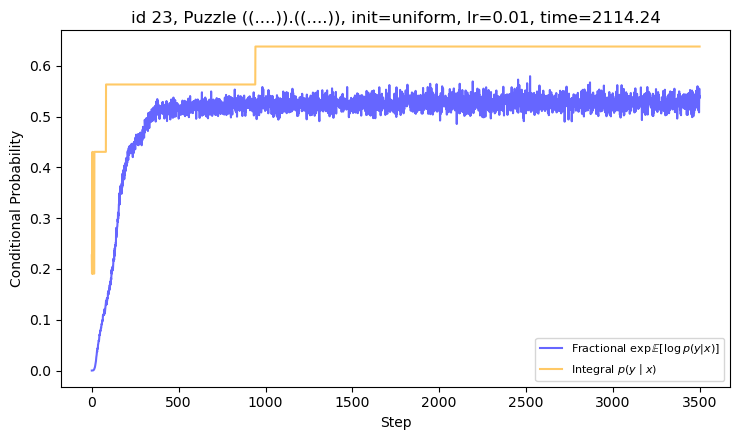 id 23, Puzzle ((....)).((....)), init=uniform, lr=0.01, time=2114.24
Conditional Probability
0.6
0.5
0.4
0.3
0.2
0.1
0.0
0 500 1000 1500 2000 2500 3000 3500
Step
Fractional exp𝔼[log p(y|x)]
Integral p(y | x)